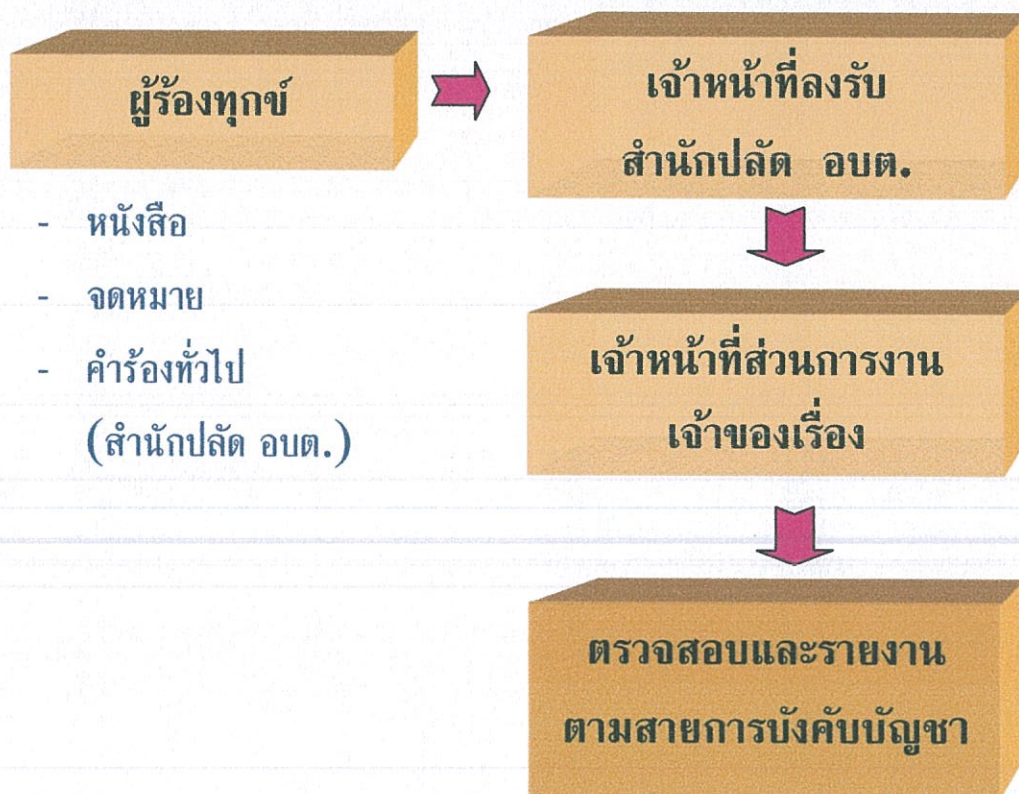 ผู้ร้องทุกข์
- หนังสือ
- จดหมาย
- คำร้องทั่วไป
(สำนักปลัด อบต.)
เจ้าหน้าที่ลงรับ
สำนักปลัด อบต.
เจ้าหน้าที่ส่วนการงาน
เจ้าของเรื่อง
ตรวจสอบและรายงาน
ตามสายการบังคับบัญชา